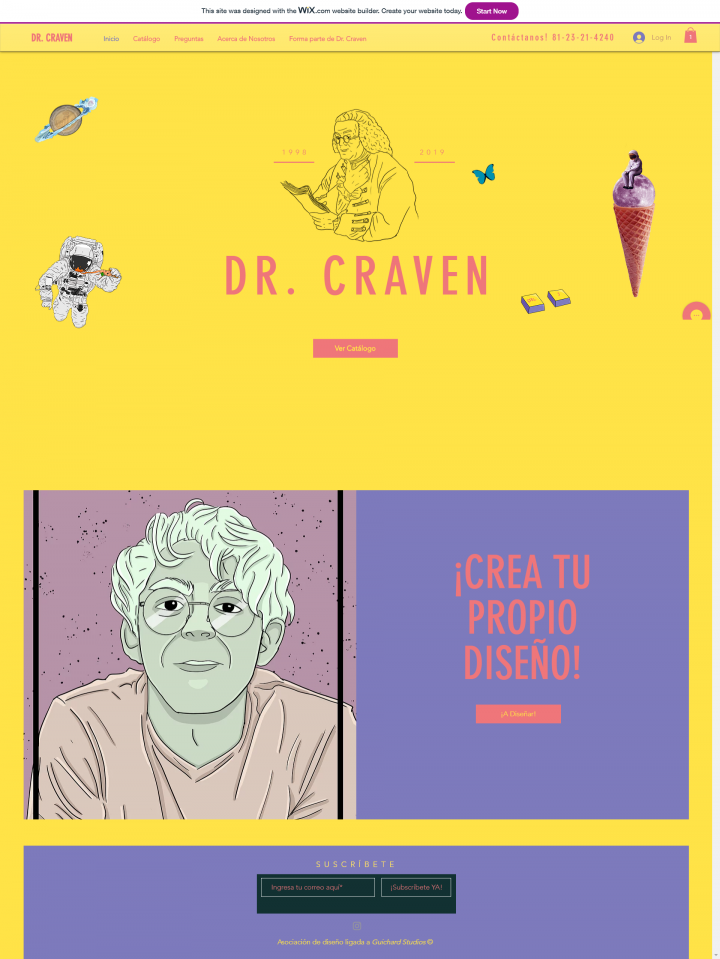 This site was designed with the WiX.com website builder. Create your website today. Start Now
DR. CRAVEN Inicio Catálogo Preguntas Acerca de Nosotros Forma parte de Dr. Craven Contáctanos! 81-23-21-4240 Log In 1
1998 2019
DR. CRAVEN
Ver Catálogo
¡CREA TU
PROPIO
DISEÑO!
¡A Diseñar!
SUSCRÍBETE
Ingresa tu correo aquí* ¡Subscríbete YA!
Asociación de diseño ligada a Guichard Studios ©